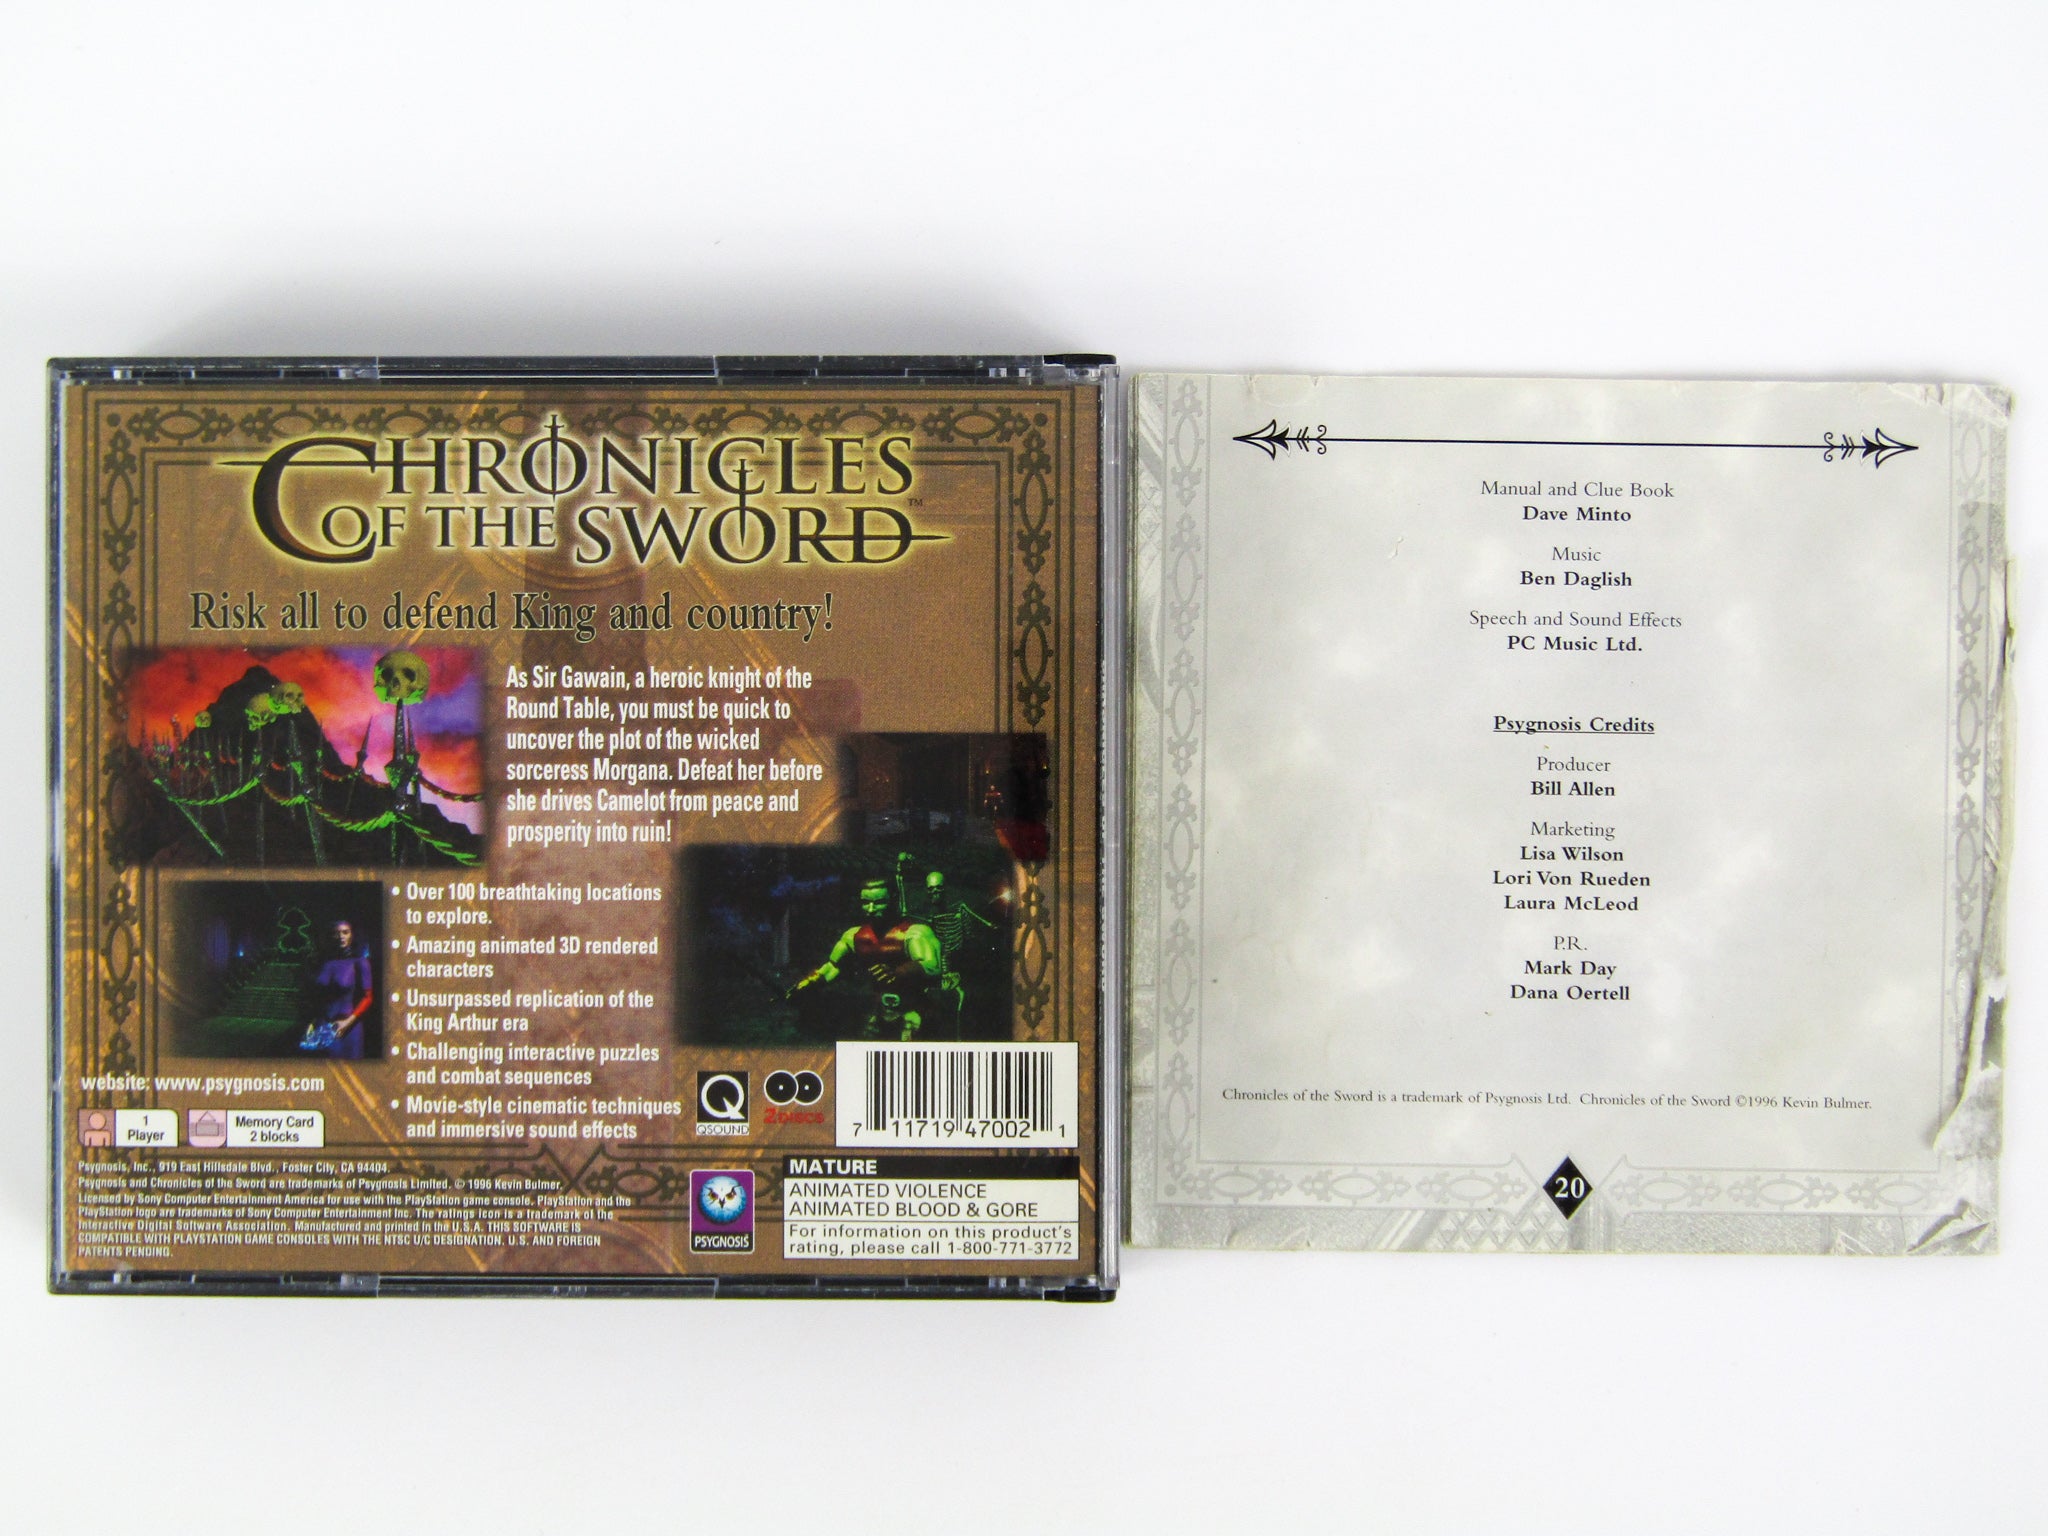 CHRONICLES
OF THE SWORD™
Risk all to defend King and country!
As Sir Gawain, a heroic knight of the
Round Table, you must be quick to
uncover the plot of the wicked
sorceress Morgana. Defeat her before
she drives Camelot from peace and
prosperity into ruin!
• Over 100 breathtaking locations
to explore.
• Amazing animated 3D rendered
characters
• Unsurpassed replication of the
King Arthur era
• Challenging interactive puzzles
and combat sequences
• Movie-style cinematic techniques
and immersive sound effects
website: www.psygnosis.com
1
Player
Memory Card
2 blocks
Q
QSOUND
2 DISCS
7 11719 47002 1
Psygnosis, Inc., 919 East Hillsdale Blvd., Foster City, CA 94404.
Psygnosis and Chronicles of the Sword are trademarks of Psygnosis Limited. © 1996 Kevin Bulmer,
Licensed by Sony Computer Entertainment America for use with the PlayStation game console. PlayStation and the
PlayStation logo are trademarks of Sony Computer Entertainment Inc. The ratings icon is a trademark of the
Interactive Digital Software Association. Manufactured and printed in the U.S.A. THIS SOFTWARE IS
COMPATIBLE WITH PLAYSTATION GAME CONSOLES WITH THE NTSC U/C DESIGNATION. U.S. AND FOREIGN
PATENTS PENDING.
PSYGNOSIS
MATURE
ANIMATED VIOLENCE
ANIMATED BLOOD & GORE
For information on this product's
rating, please call 1-800-771-3772
Manual and Clue Book
Dave Minto
Music
Ben Daglish
Speech and Sound Effects
PC Music Ltd.
Psygnosis Credits
Producer
Bill Allen
Marketing
Lisa Wilson
Lori Von Rueden
Laura McLeod
P.R.
Mark Day
Dana Oertell
Chronicles of the Sword is a trademark of Psygnosis Ltd. Chronicles of the Sword ©1996 Kevin Bulmer.
20